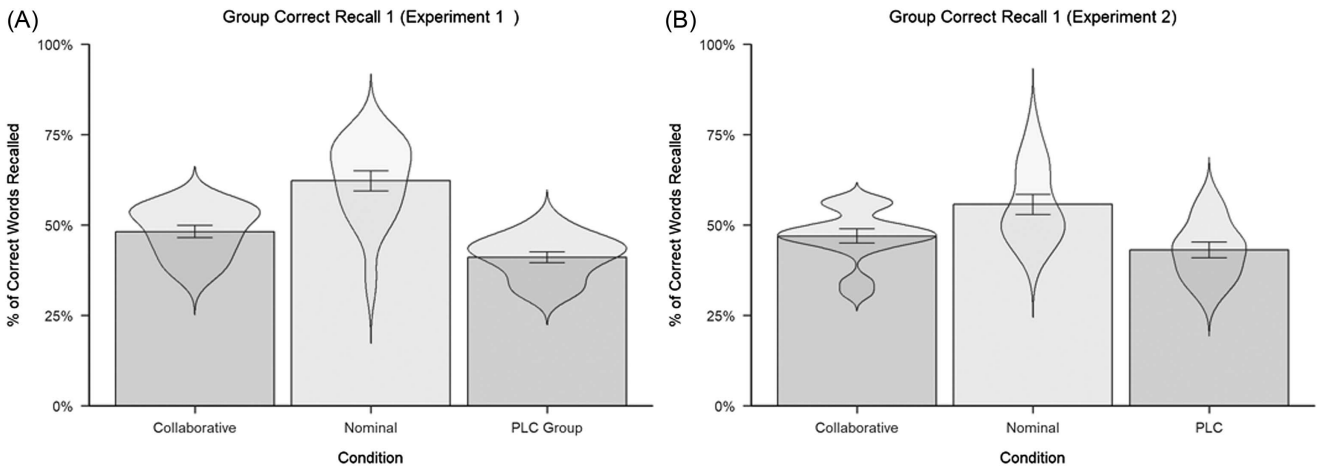 (A)
Group Correct Recall 1 (Experiment 1 )
% of Correct Words Recalled
100%
75%
50%
25%
0%
Collaborative
Nominal
PLC Group
Condition
(B)
Group Correct Recall 1 (Experiment 2)
% of Correct Words Recalled
100%
75%
50%
25%
0%
Collaborative
Nominal
PLC
Condition